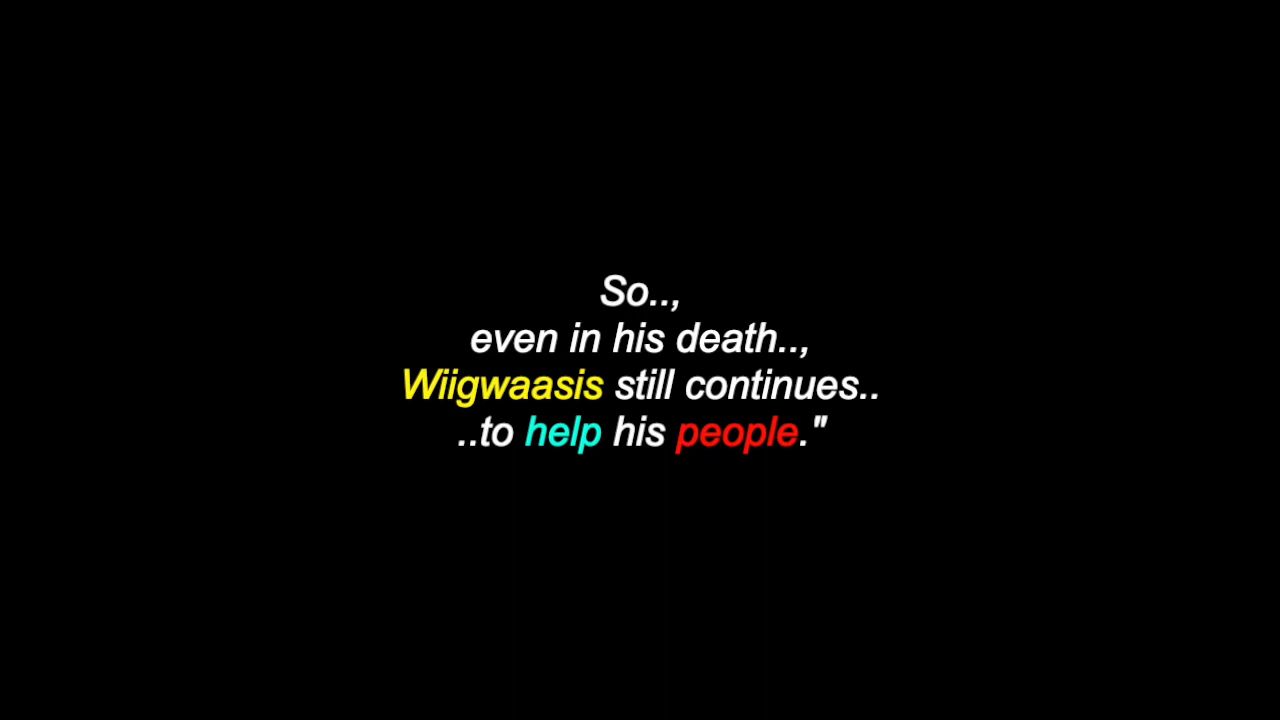 So..,
even in his death..,
Wiigwaasis still continues..
..to help his people."